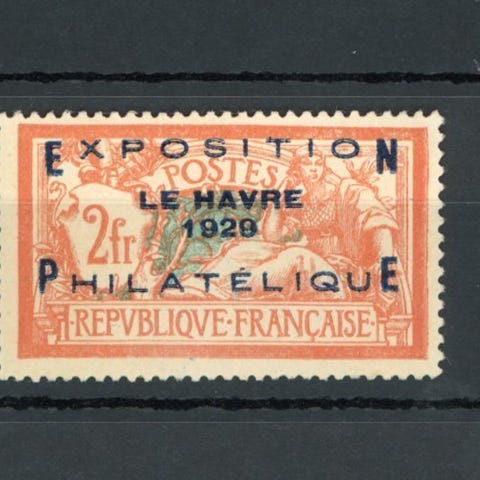 EXPOSITION
POSTES
LE HAVRE
1929
2fr
PHILATÉLIQUE
REPVBLIQVE·FRANÇAISE